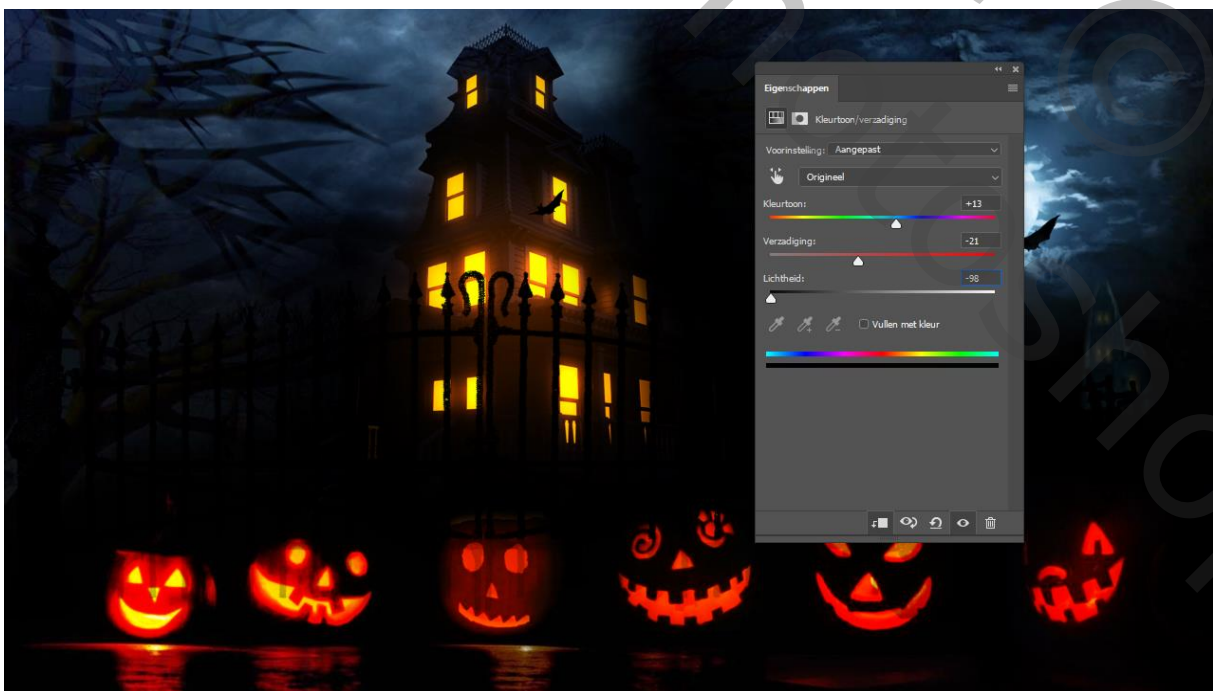 Eigenschappen
Kleurtoon/verzadiging
Voorinstelling: Aangepast
Origineel
Kleurtoon: +13
Verzadiging: -21
Lichtheid: -98
Vullen met kleur